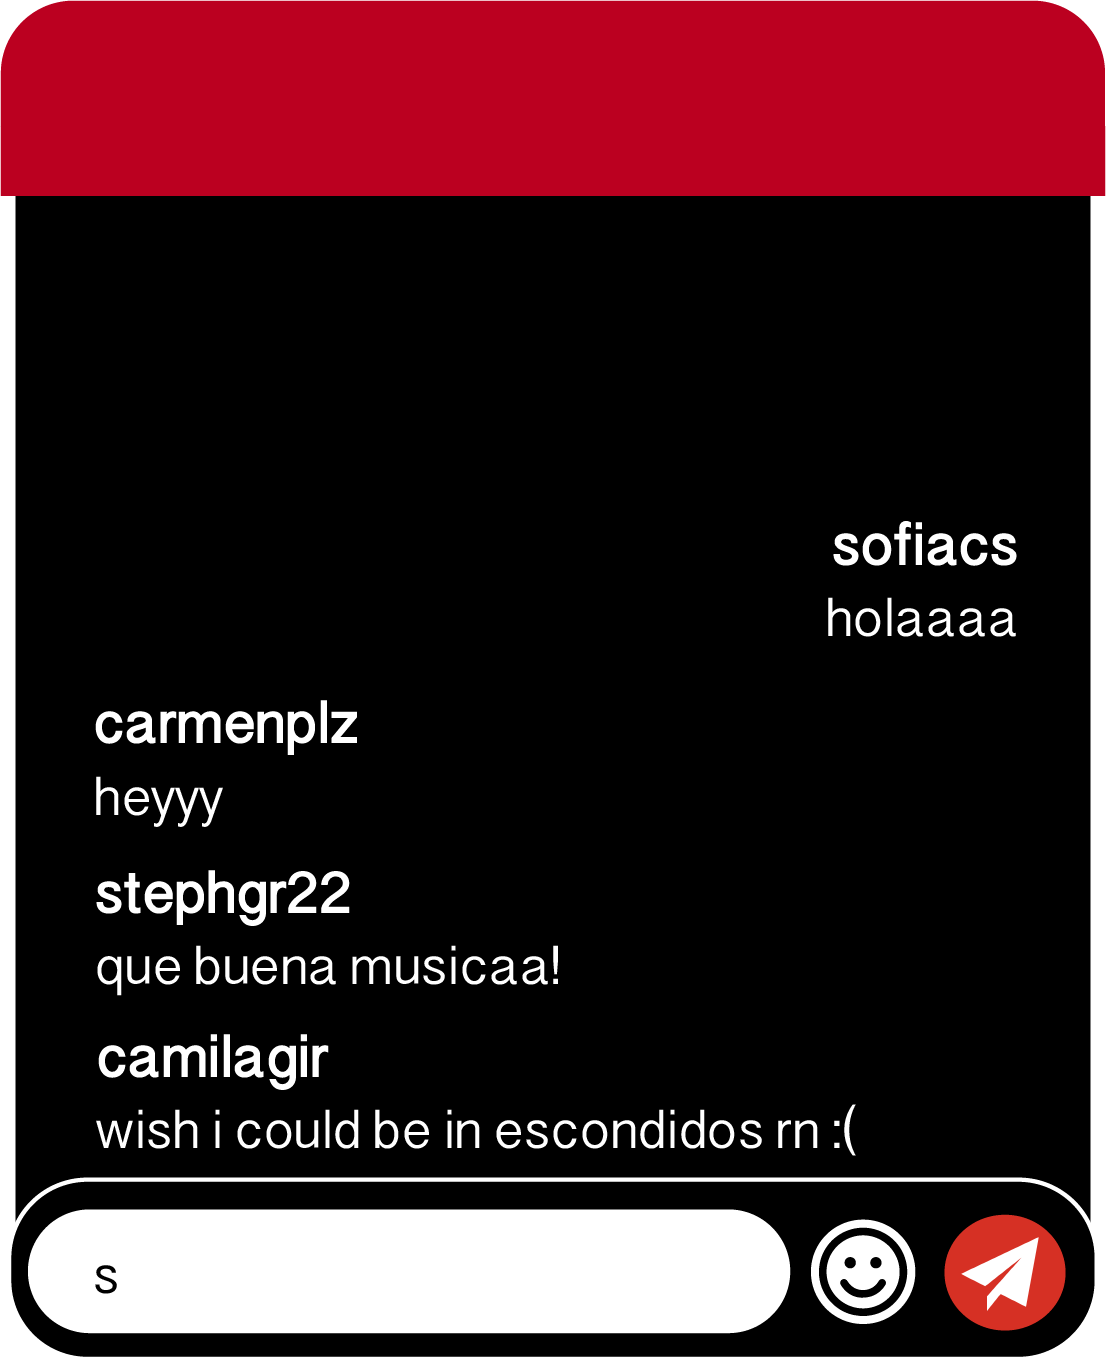 sofiacs
holaaaa
carmenplz
heyyy
stephgr22
que buena musicaa!
camilagir
wish i could be in escondidos rn :(
s